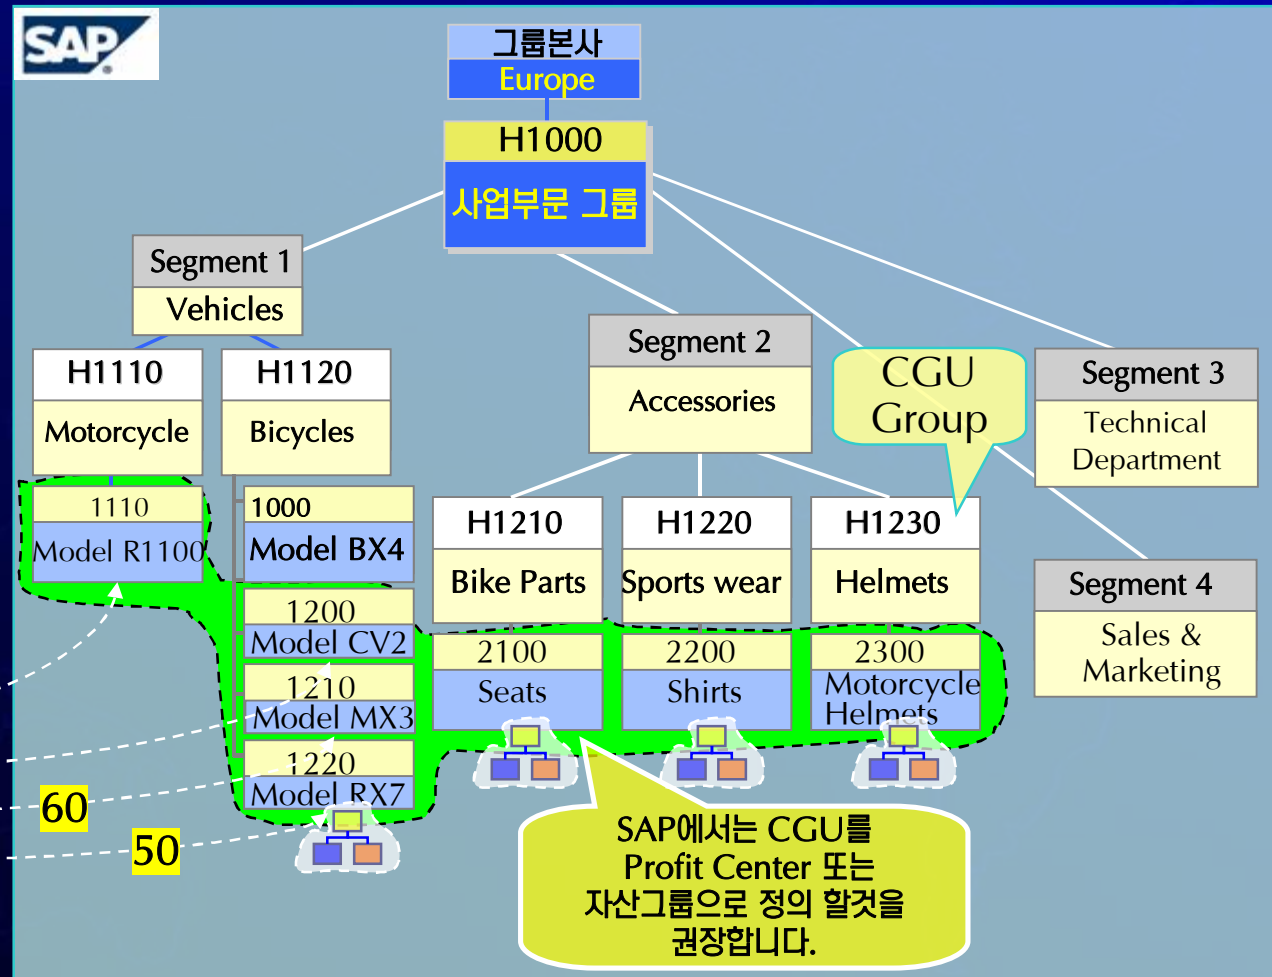 SAP
그룹본사
Europe
H1000
사업부문 그룹
Segment 1
Vehicles
H1110
Motorcycle
H1120
Bicycles
1110
Model R1100
1000
Model BX4
1200
Model CV2
1210
Model MX3
1220
Model RX7
Segment 2
Accessories
CGU
Group
H1210
Bike Parts
H1220
Sports wear
H1230
Helmets
2100
Seats
2200
Shirts
2300
Motorcycle
Helmets
Segment 3
Technical
Department
Segment 4
Sales &
Marketing
60
50
SAP에서는 CGU를
Profit Center 또는
자산그룹으로 정의 할것을
권장합니다.